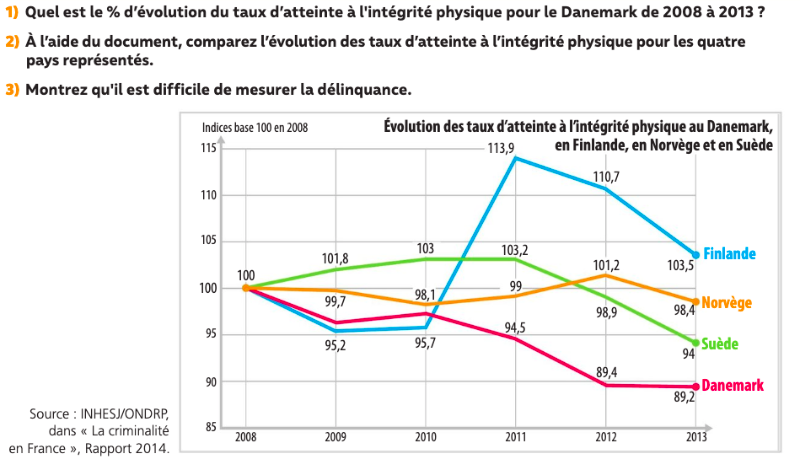 1) Quel est le % d'évolution du taux d'atteinte à l'intégrité physique pour le Danemark de 2008 à 2013 ?
2) À l'aide du document, comparez l'évolution des taux d'atteinte à l'intégrité physique pour les quatre
pays représentés.
3) Montrez qu'il est difficile de mesurer la délinquance.
Indices base 100 en 2008
Évolution des taux d'atteinte à l'intégrité physique au Danemark,
en Finlande, en Norvège et en Suède
115
113,9
110
110,7
105
101,8
103
103,2
103,5
Finlande
100
100
99,7
98,1
99
101,2
98,4
Norvège
95
95,2
95,7
94,5
98,9
94
Suède
90
89,4
89,2
Danemark
85
2008
2009
2010
2011
2012
2013
Source : INHESJ/ONDRP,
dans « La criminalité
en France », Rapport 2014.